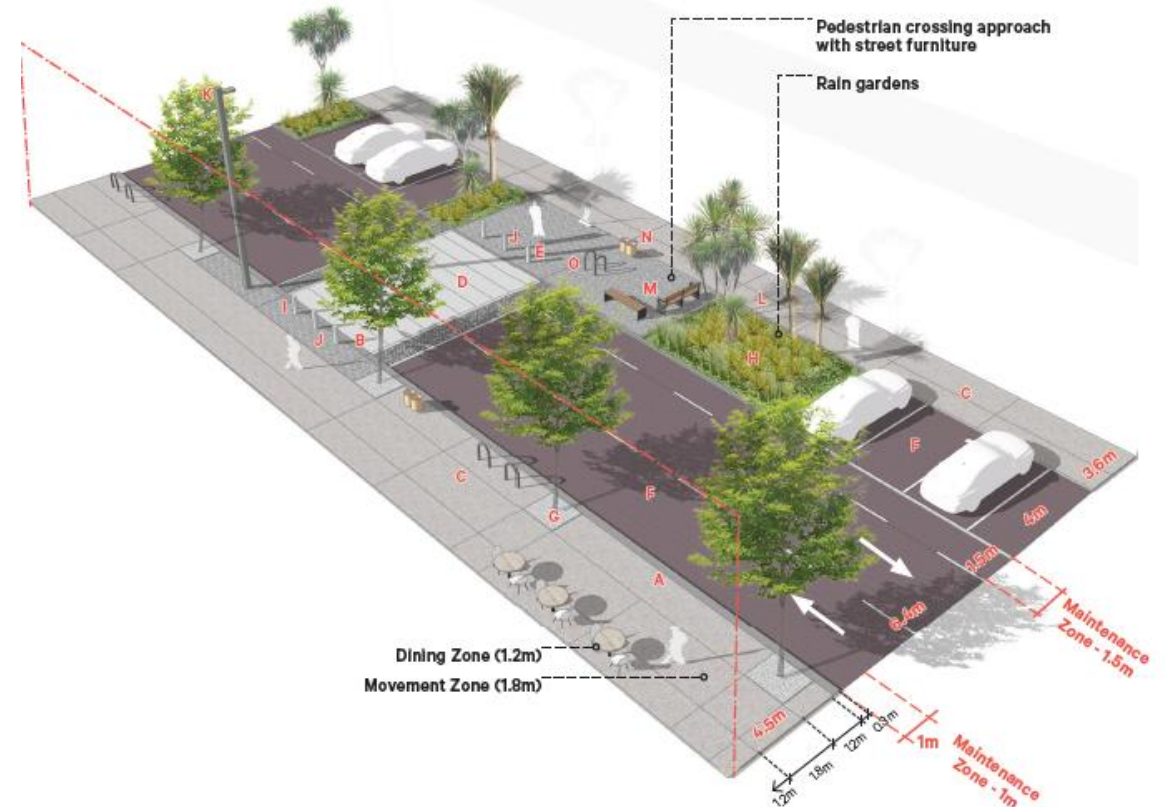 Pedestrian crossing approach
with street furniture
Rain gardens
K
J
E
N
O
D
M
L
I
J
B
H
C
F
C
3.6m
4m
F
G
1.5m
A
6.4m
Maintenance
Zone - 1.5m
Dining Zone (1.2m)
Movement Zone (1.8m)
4.5m
0.3m
1.2m
1.8m
1.2m
1m
Maintenance
Zone - 1m